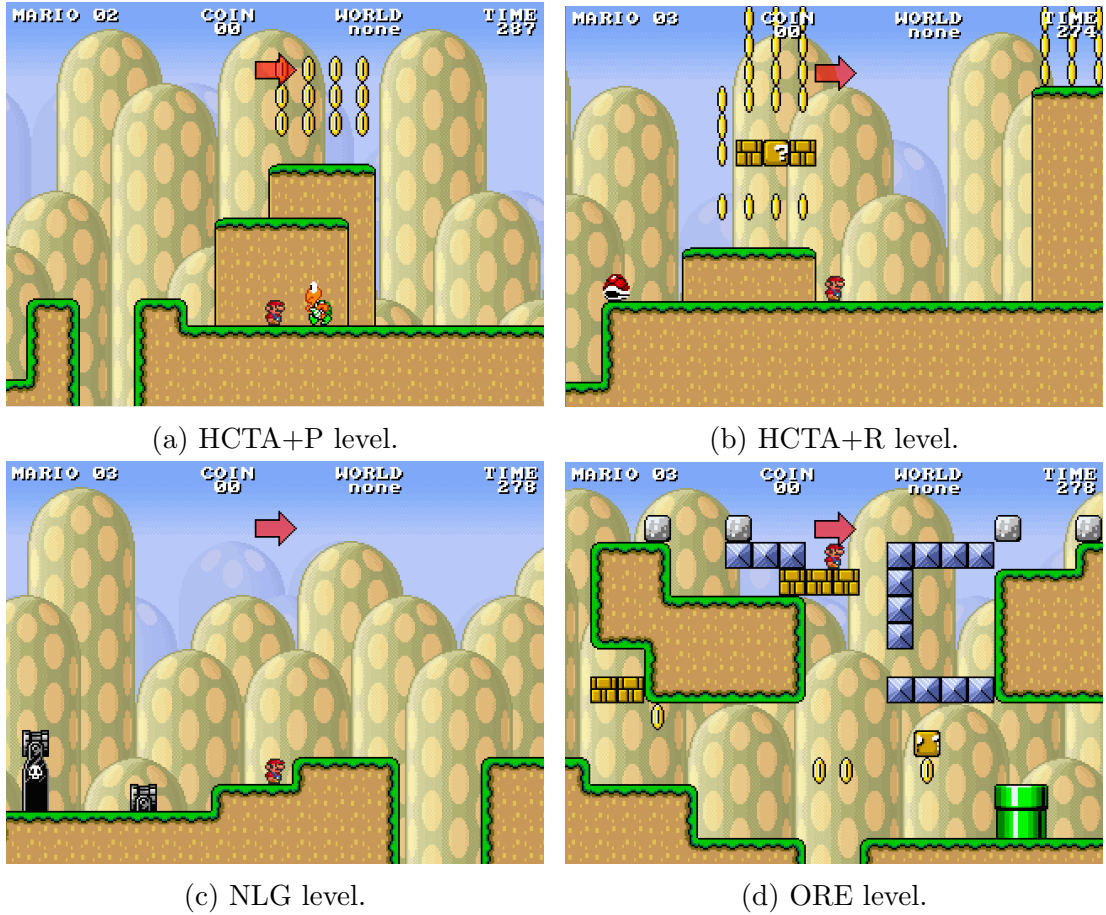 MARIO 02 COIN WORLD TIME
00 none 287
MARIO 03 COIN WORLD TIME
00 none 274
?
(a) HCTA+P level.
(b) HCTA+R level.
MARIO 03 COIN WORLD TIME
00 none 278
MARIO 03 COIN WORLD TIME
00 none 278
(c) NLG level.
(d) ORE level.